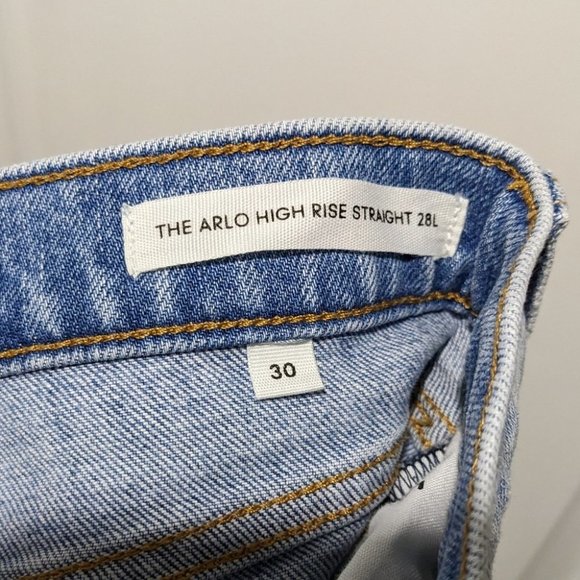 THE ARLO HIGH RISE STRAIGHT 28L
30